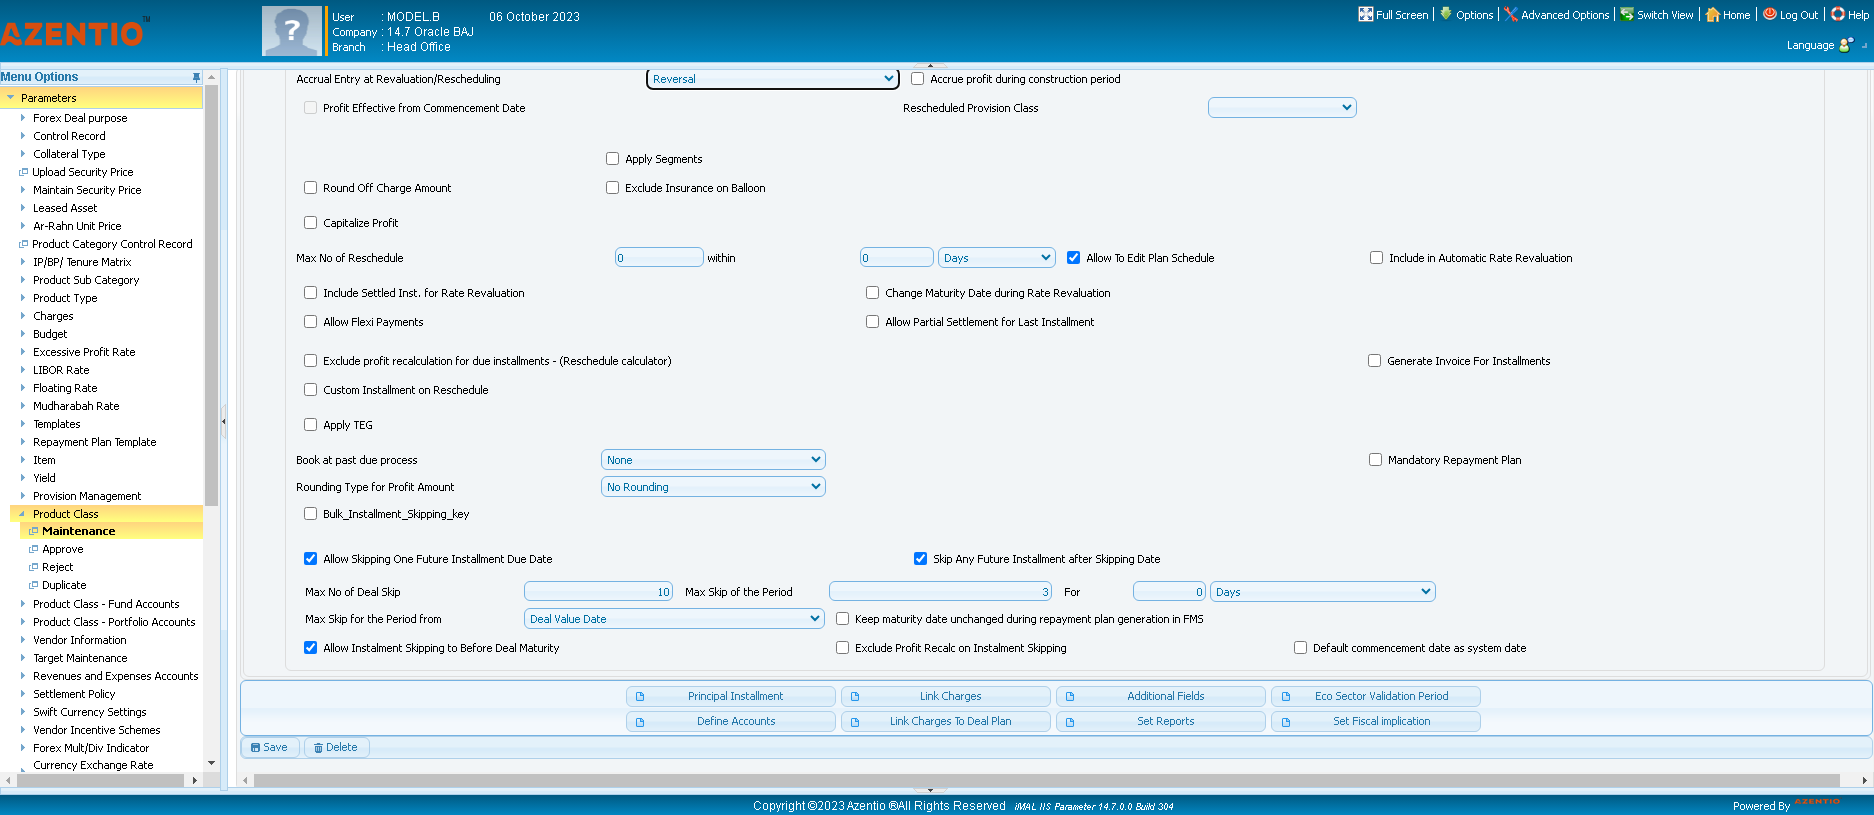 AZENTIO™
User : MODEL.B 06 October 2023
Company : 14.7 Oracle BAJ
Branch : Head Office
Full Screen Options Advanced Options Switch View Home Log Out Help
Language
Menu Options
Parameters
Forex Deal purpose
Control Record
Collateral Type
Upload Security Price
Maintain Security Price
Leased Asset
Ar-Rahn Unit Price
Product Category Control Record
IP/BP/ Tenure Matrix
Product Sub Category
Product Type
Charges
Budget
Excessive Profit Rate
LIBOR Rate
Floating Rate
Mudharabah Rate
Templates
Repayment Plan Template
Item
Yield
Provision Management
Product Class
Maintenance
Approve
Reject
Duplicate
Product Class - Fund Accounts
Product Class - Portfolio Accounts
Vendor Information
Target Maintenance
Revenues and Expenses Accounts
Settlement Policy
Swift Currency Settings
Vendor Incentive Schemes
Forex Mult/Div Indicator
Currency Exchange Rate
Accrual Entry at Revaluation/Rescheduling Reversal Accrue profit during construction period
Profit Effective from Commencement Date Rescheduled Provision Class
Apply Segments
Round Off Charge Amount Exclude Insurance on Balloon
Capitalize Profit
Max No of Reschedule 0 within 0 Days Allow To Edit Plan Schedule Include in Automatic Rate Revaluation
Include Settled Inst. for Rate Revaluation Change Maturity Date during Rate Revaluation
Allow Flexi Payments Allow Partial Settlement for Last Installment
Exclude profit recalculation for due installments - (Reschedule calculator) Generate Invoice For Installments
Custom Installment on Reschedule
Apply TEG
Book at past due process None Mandatory Repayment Plan
Rounding Type for Profit Amount No Rounding
Bulk_Installment_Skipping_key
Allow Skipping One Future Installment Due Date Skip Any Future Installment after Skipping Date
Max No of Deal Skip 10 Max Skip of the Period 3 For 0 Days
Max Skip for the Period from Deal Value Date Keep maturity date unchanged during repayment plan generation in FMS
Allow Instalment Skipping to Before Deal Maturity Exclude Profit Recalc on Instalment Skipping Default commencement date as system date
Principal Installment Link Charges Additional Fields Eco Sector Validation Period
Define Accounts Link Charges To Deal Plan Set Reports Set Fiscal implication
Save Delete
Copyright ©2023 Azentio ®All Rights Reserved iMAL IIS Parameter 14.7.0.0 Build 304
Powered By AZENTIO